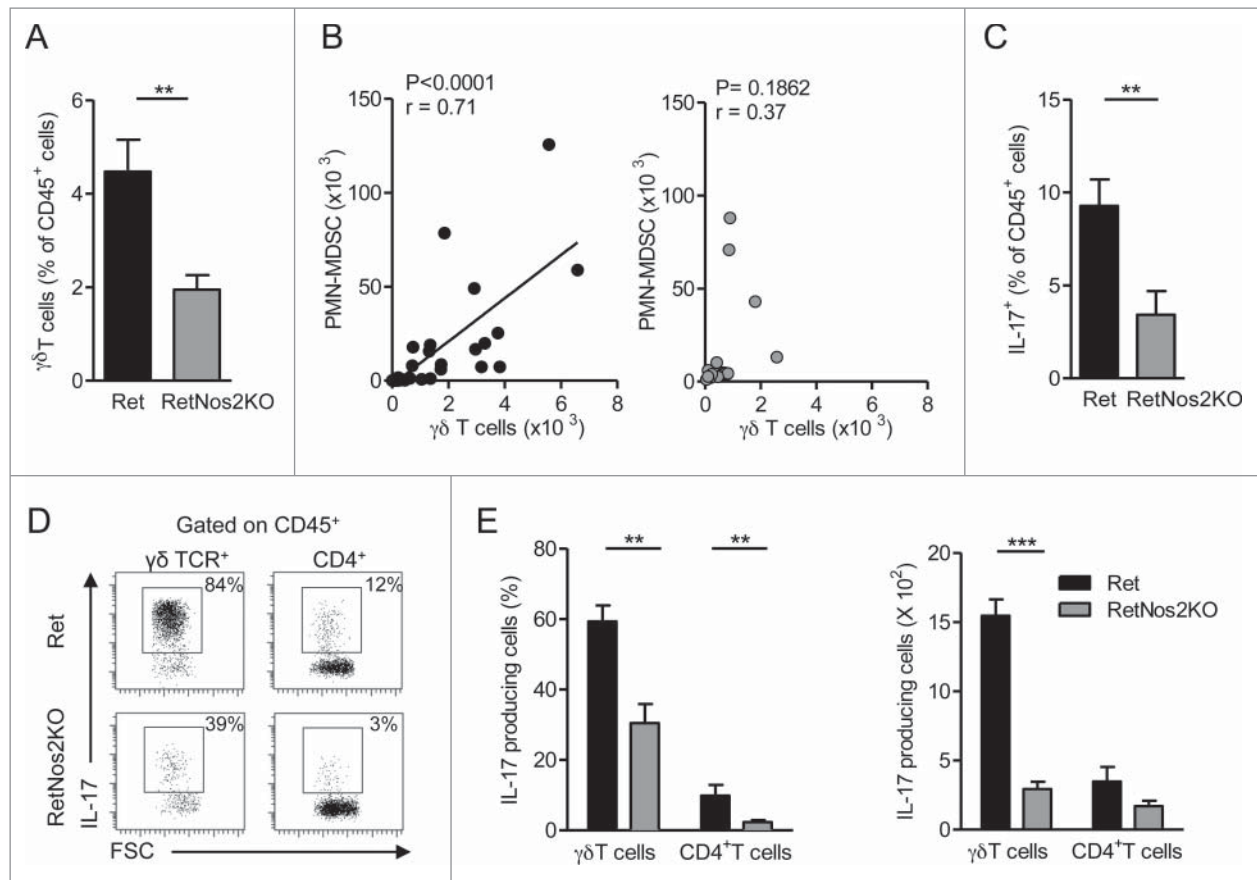 A
**
γδT cells (% of CD45+ cells)
6
4
2
0
Ret RetNos2KO
B
P<0.0001
r = 0.71
PMN-MDSC (x10 3)
150
100
50
0
0 2 4 6 8
γδ T cells (x10 3)
P= 0.1862
r = 0.37
PMN-MDSC (x10 3)
150
100
50
0
0 2 4 6 8
γδ T cells (x10 3)
C
**
IL-17+ (% of CD45+ cells)
15
10
5
0
Ret RetNos2KO
D
Gated on CD45+
γδ TCR+ CD4+
Ret
84% 12%
RetNos2KO
39% 3%
IL-17
FSC
E
** **
IL-17 producing cells (%)
80
60
40
20
0
γδT cells CD4+T cells
***
IL-17 producing cells (X 10 2)
20
15
10
5
0
γδT cells CD4+T cells
Ret
RetNos2KO